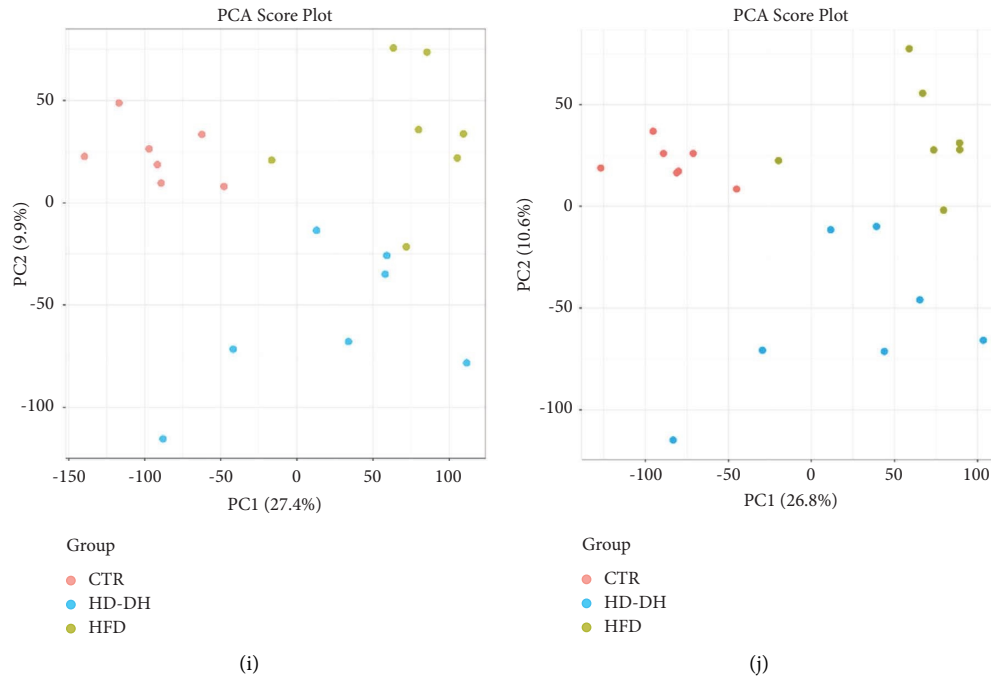 PCA Score Plot
50
0
-50
-100
PC2 (9.9%)
-150
-100
-50
0
50
100
PC1 (27.4%)
Group
CTR
HD-DH
HFD
(i)
PCA Score Plot
50
0
-50
-100
PC2 (10.6%)
-100
-50
0
50
100
PC1 (26.8%)
Group
CTR
HD-DH
HFD
(j)